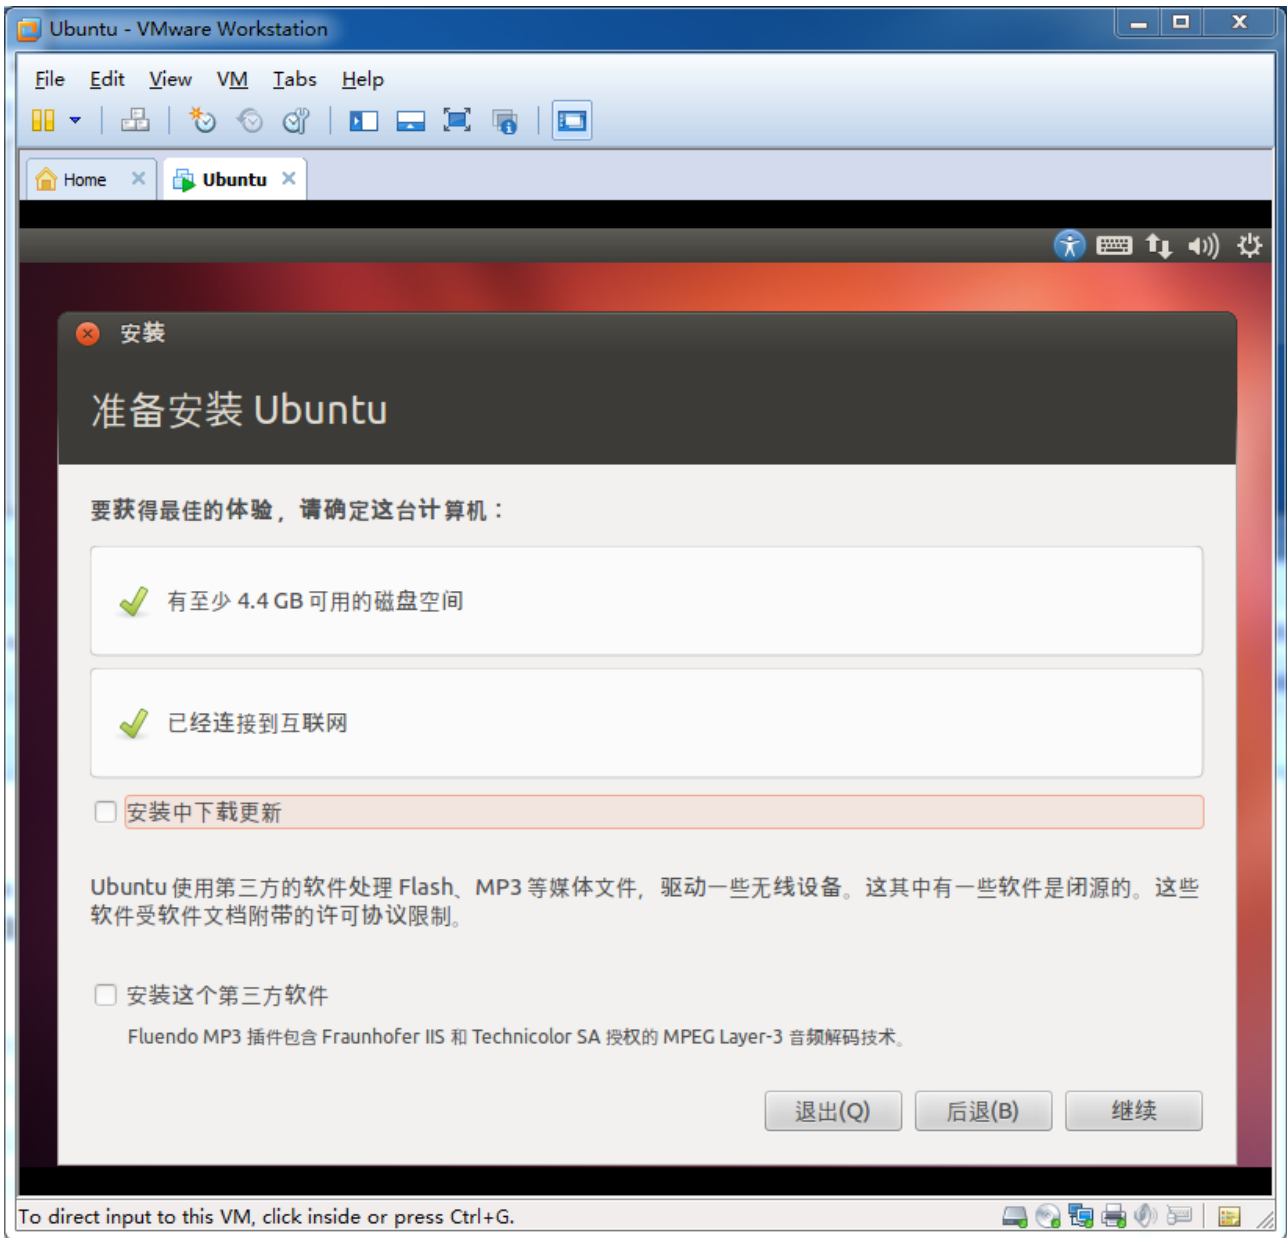 Ubuntu - VMware Workstation
File Edit View VM Tabs Help
Home Ubuntu
安装
准备安装 Ubuntu
要获得最佳的体验，请确定这台计算机：
有至少 4.4 GB 可用的磁盘空间
已经连接到互联网
安装中下载更新
Ubuntu 使用第三方的软件处理 Flash、MP3 等媒体文件，驱动一些无线设备。这其中有一些软件是闭源的。这些
软件受软件文档附带的许可协议限制。
安装这个第三方软件
Fluendo MP3 插件包含 Fraunhofer IIS 和 Technicolor SA 授权的 MPEG Layer-3 音频解码技术。
退出(Q) 后退(B) 继续
To direct input to this VM, click inside or press Ctrl+G.